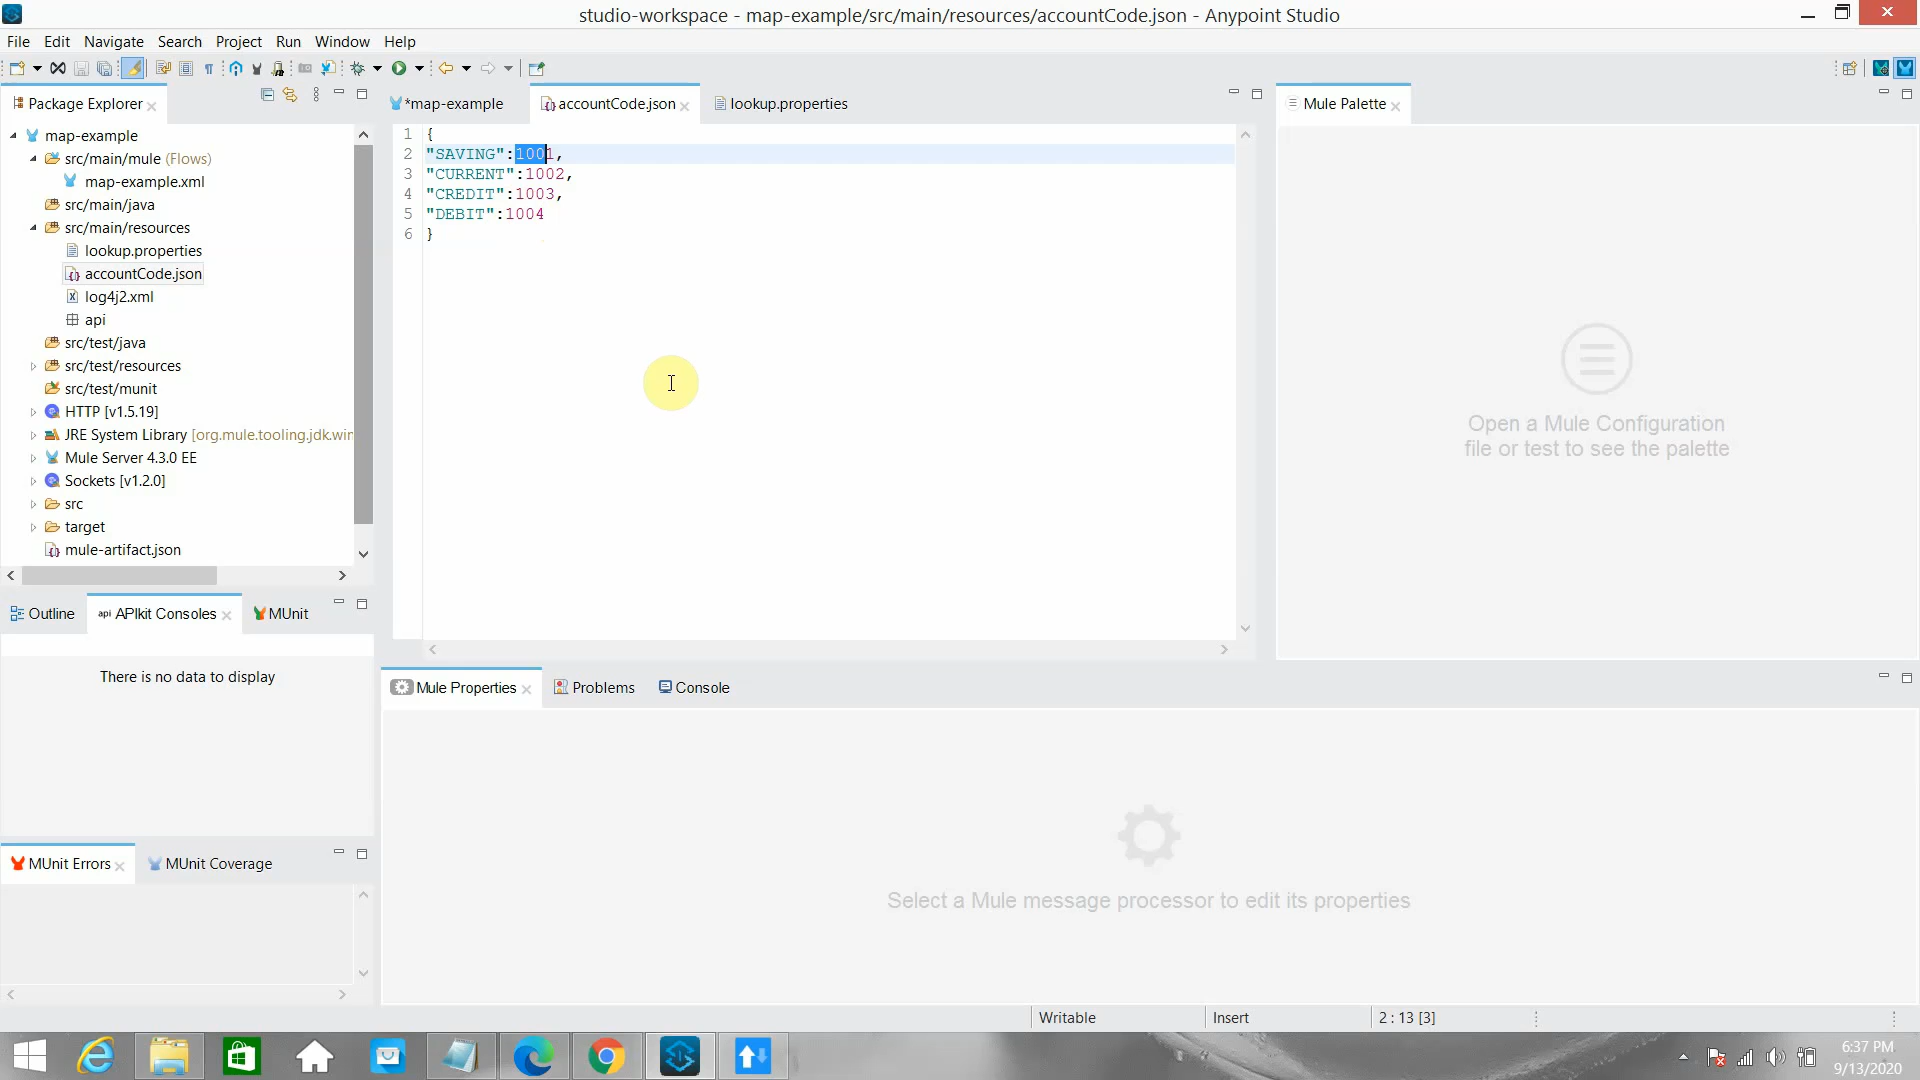 studio-workspace - map-example/src/main/resources/accountCode.json - Anypoint Studio
File Edit Navigate Search Project Run Window Help
Package Explorer
map-example
src/main/mule (Flows)
map-example.xml
src/main/java
src/main/resources
lookup.properties
accountCode.json
log4j2.xml
api
src/test/java
src/test/resources
src/test/munit
HTTP [v1.5.19]
JRE System Library [org.mule.tooling.jdk.wir
Mule Server 4.3.0 EE
Sockets [v1.2.0]
src
target
mule-artifact.json
*map-example
accountCode.json
lookup.properties
1 {
2 "SAVING":1001,
3 "CURRENT":1002,
4 "CREDIT":1003,
5 "DEBIT":1004
6 }
Mule Palette
Open a Mule Configuration
file or test to see the palette
Outline
api APIkit Consoles
MUnit
There is no data to display
Mule Properties
Problems
Console
Select a Mule message processor to edit its properties
MUnit Errors
MUnit Coverage
Writable
Insert
2 : 13 [3]
6:37 PM
9/13/2020